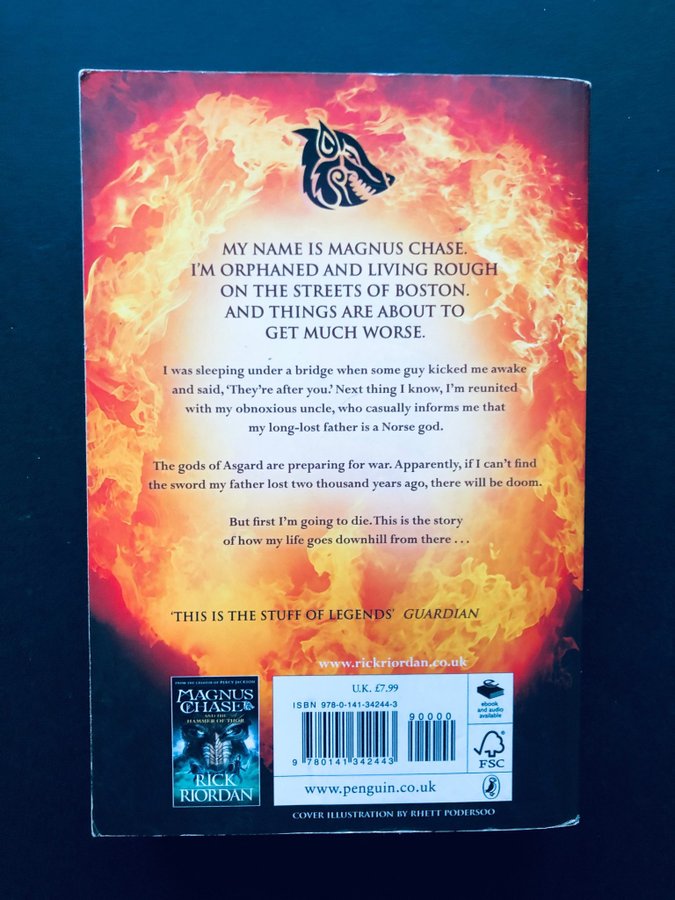 MY NAME IS MAGNUS CHASE.
I'M ORPHANED AND LIVING ROUGH
ON THE STREETS OF BOSTON.
AND THINGS ARE ABOUT TO
GET MUCH WORSE.
I was sleeping under a bridge when some guy kicked me awake
and said, 'They're after you.' Next thing I know, I'm reunited
with my obnoxious uncle, who casually informs me that
my long-lost father is a Norse god.
The gods of Asgard are preparing for war. Apparently, if I can't find
the sword my father lost two thousand years ago, there will be doom.
But first I'm going to die. This is the story
of how my life goes downhill from there . . .
'THIS IS THE STUFF OF LEGENDS' GUARDIAN
www.rickriordan.co.uk
FROM THE CREATOR OF PERCY JACKSON
MAGNUS
CHASE
AND THE
HAMMER OF THOR
RICK
RIORDAN
U.K. £7.99
ISBN 978-0-141-34244-3
90000
9 780141 342443
www.penguin.co.uk
ebook
and audio
available
FSC
COVER ILLUSTRATION BY RHETT PODERSOO